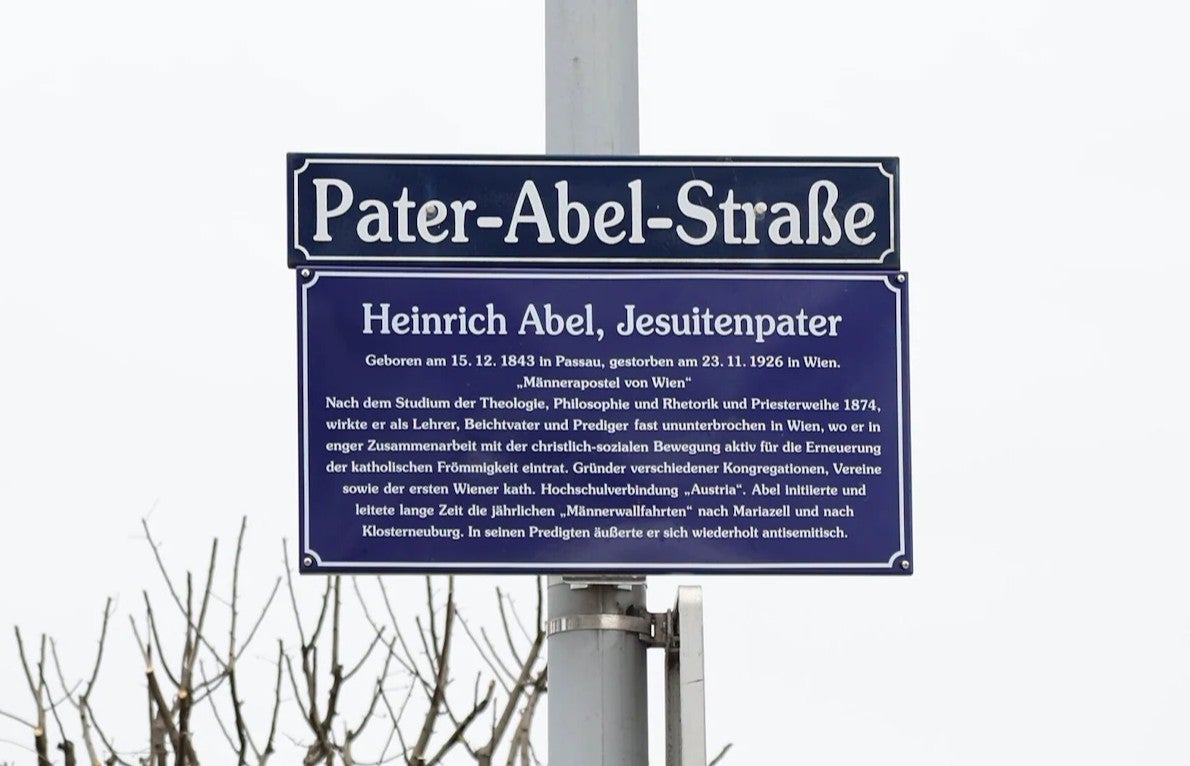 Pater-Abel-Straße
Heinrich Abel, Jesuitenpater
Geboren am 15. 12. 1843 in Passau, gestorben am 23. 11. 1926 in Wien.
„Männerapostel von Wien“
Nach dem Studium der Theologie, Philosophie und Rhetorik und Priesterweihe 1874,
wirkte er als Lehrer, Beichtvater und Prediger fast ununterbrochen in Wien, wo er in
enger Zusammenarbeit mit der christlich-sozialen Bewegung aktiv für die Erneuerung
der katholischen Frömmigkeit eintrat. Gründer verschiedener Kongregationen, Vereine
sowie der ersten Wiener kath. Hochschulverbindung „Austria“. Abel initiierte und
leitete lange Zeit die jährlichen „Männerwallfahrten“ nach Mariazell und nach
Klosterneuburg. In seinen Predigten äußerte er sich wiederholt antisemitisch.